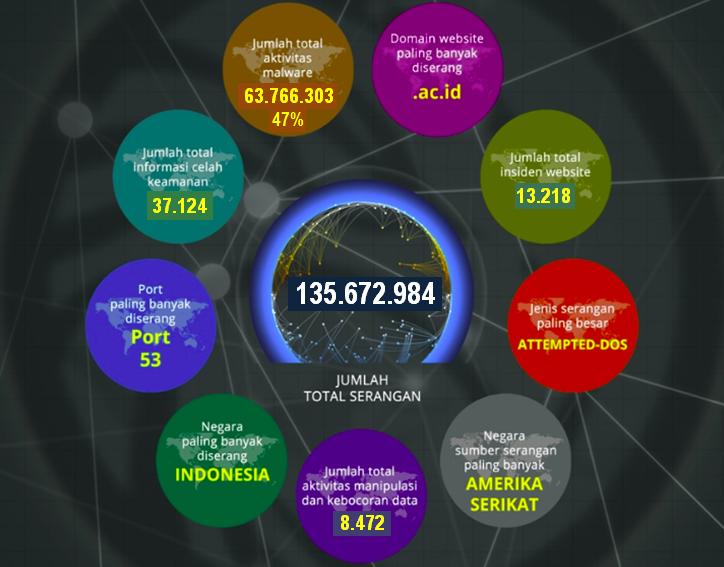 Jumlah total
aktivitas
malware
63.766.303
47%
Domain website
paling banyak
diserang
.ac.id
Jumlah total
informasi celah
keamanan
37.124
Jumlah total
insiden website
13.218
135.672.984
JUMLAH
TOTAL SERANGAN
Port
paling banyak
diserang
Port
53
Jenis serangan
paling besar
ATTEMPTED-DOS
Negara
paling banyak
diserang
INDONESIA
Jumlah total
aktivitas manipulasi
dan kebocoran data
8.472
Negara
sumber serangan
paling banyak
AMERIKA
SERIKAT